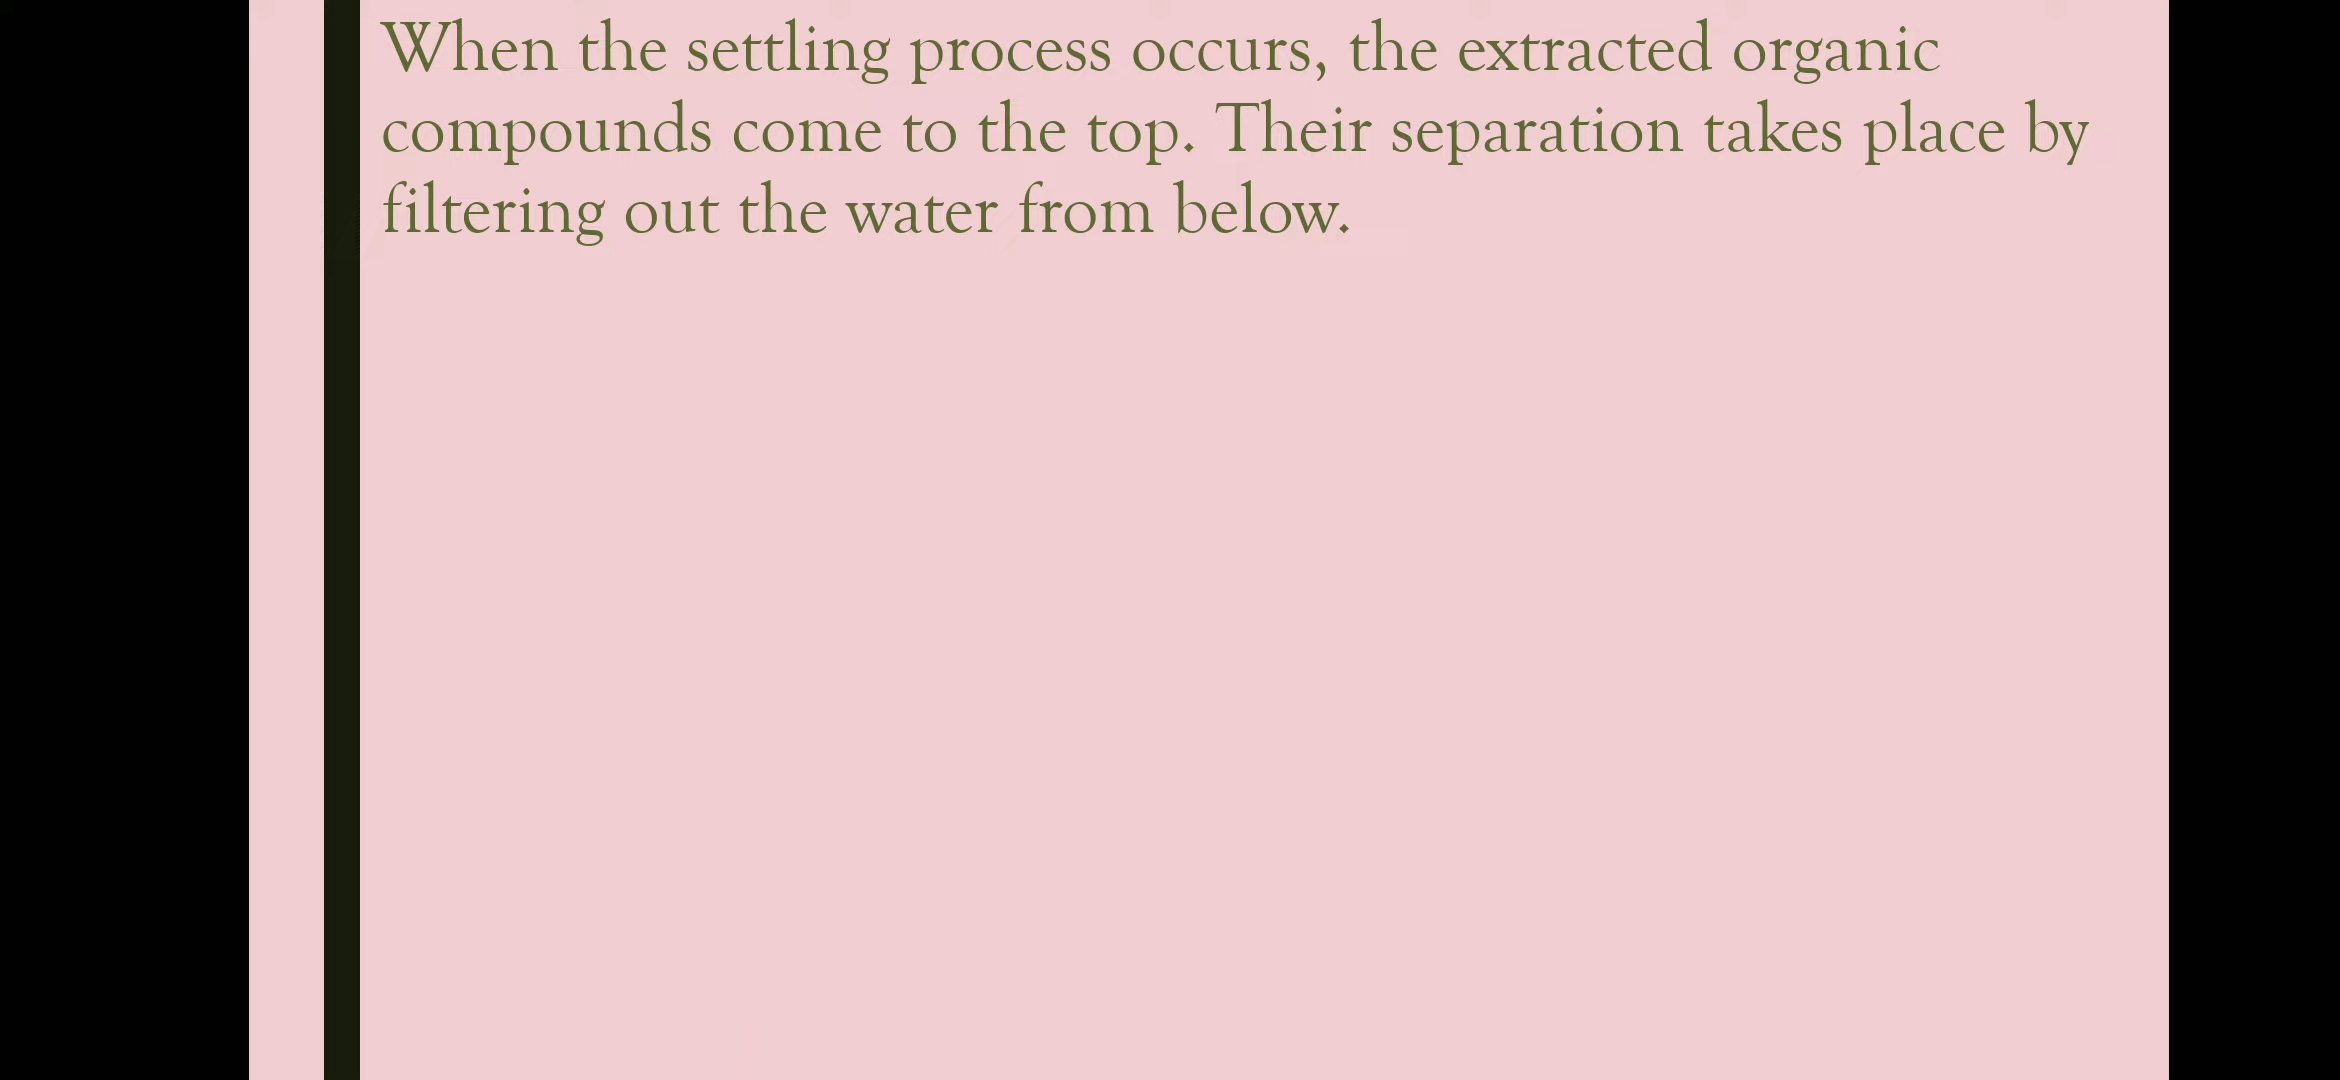 When the settling process occurs, the extracted organic
compounds come to the top. Their separation takes place by
filtering out the water from below.